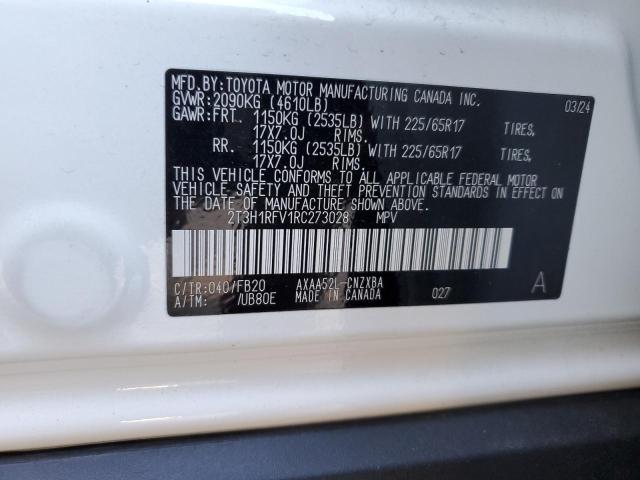 MFD.BY:TOYOTA MOTOR MANUFACTURING CANADA INC.
03/24
GVWR:2090KG (4610LB)
GAWR:FRT. 1150KG (2535LB) WITH 225/65R17 TIRES,
17X7.0J RIMS.
RR. 1150KG (2535LB) WITH 225/65R17 TIRES,
17X7.0J RIMS.
THIS VEHICLE CONFORMS TO ALL APPLICABLE FEDERAL MOTOR
VEHICLE SAFETY AND THEFT PREVENTION STANDARDS IN EFFECT ON
THE DATE OF MANUFACTURE SHOWN ABOVE.
2T3H1RFV1RC273028 MPV
C/TR:040/FB20 AXAA52L-CNZXBA
A/TM: /UB80E MADE IN CANADA 027
A